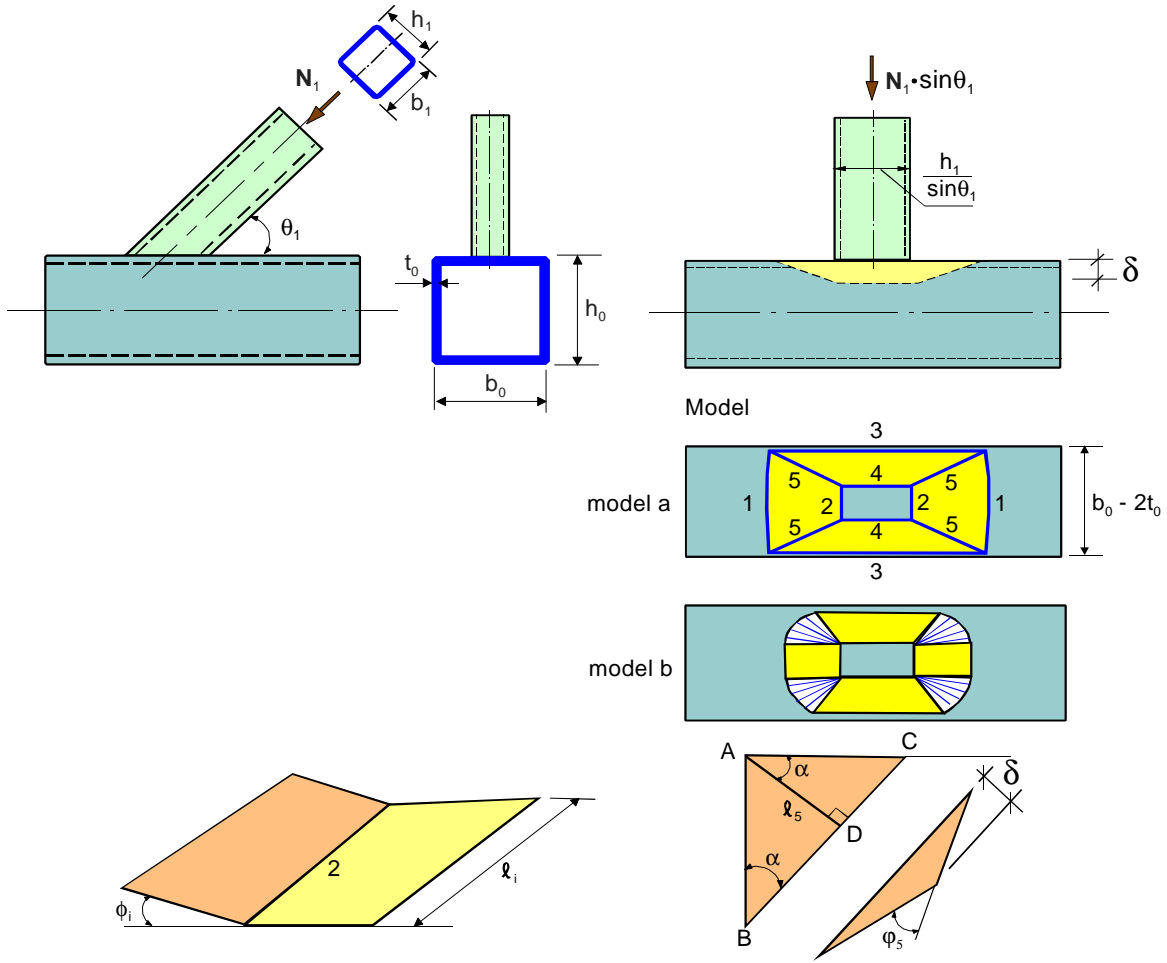 h₁
N₁
b₁
θ₁
t₀
h₀
b₀
N₁•sinθ₁
h₁
sinθ₁
δ
Model
3
model a
1
5
4
5
2
2
1
5
4
5
b₀ - 2t₀
3
model b
2
ℓᵢ
ϕᵢ
A
C
α
δ
ℓ₅
D
α
B
φ₅